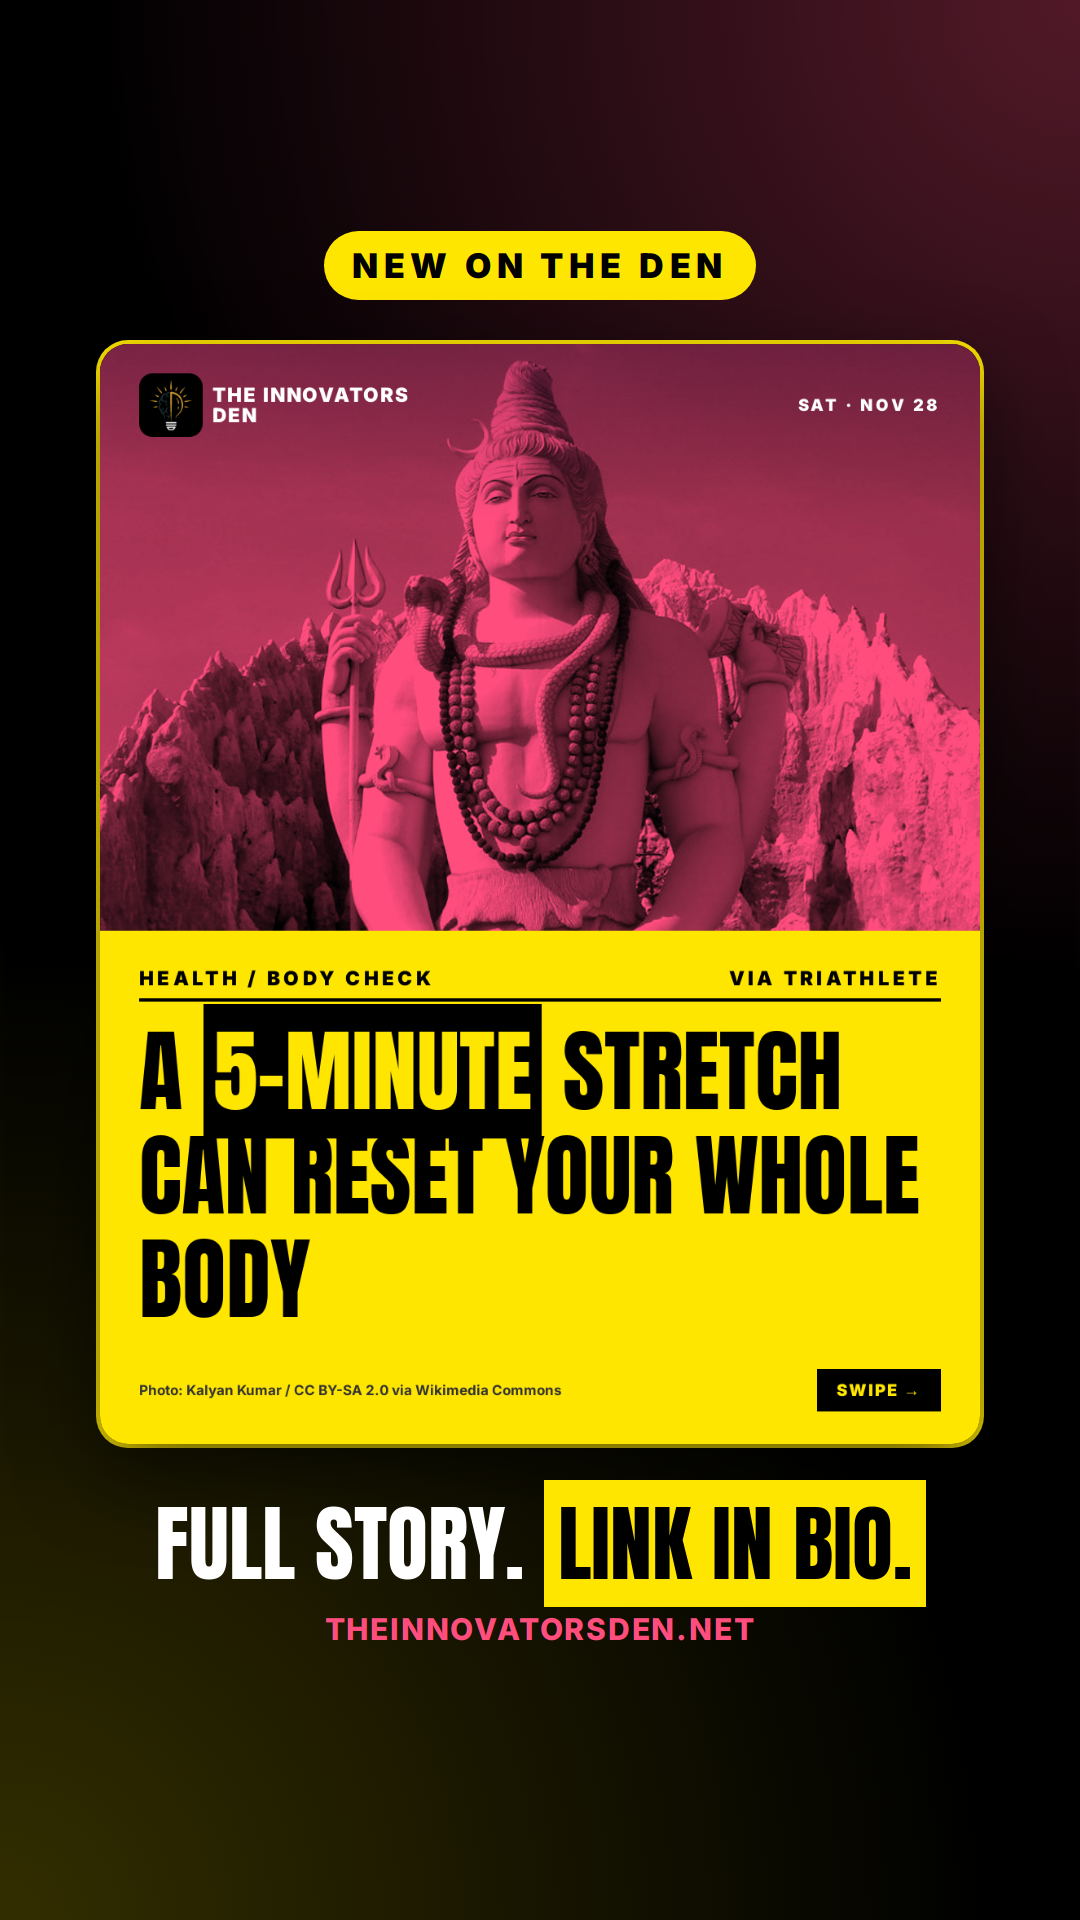 NEW ON THE DEN
THE INNOVATORS
DEN
SAT · NOV 28
HEALTH / BODY CHECK
VIA TRIATHLETE
A 5-MINUTE STRETCH
CAN RESET YOUR WHOLE
BODY
Photo: Kalyan Kumar / CC BY-SA 2.0 via Wikimedia Commons
SWIPE →
FULL STORY. LINK IN BIO.
THEINNOVATORSDEN.NET